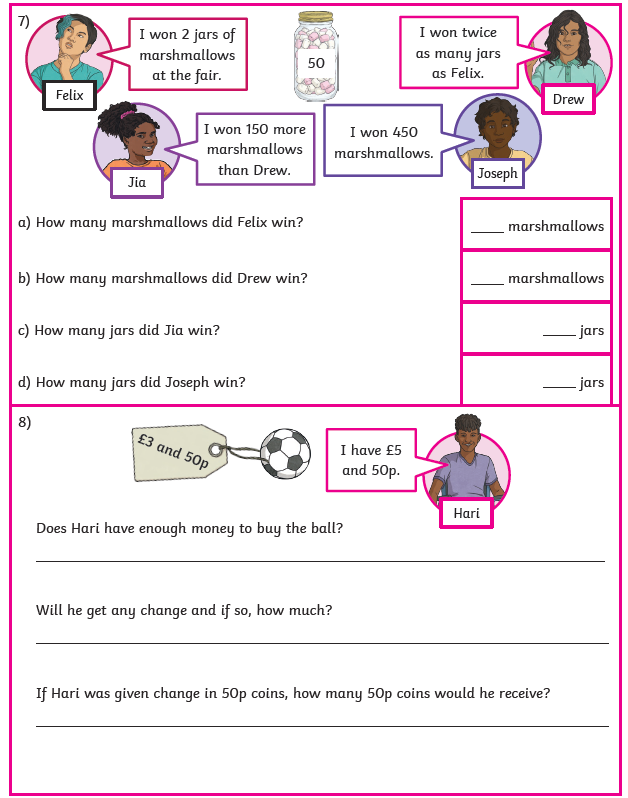 7)
I won 2 jars of
marshmallows
at the fair.
Felix
50
I won twice
as many jars
as Felix.
Drew
I won 150 more
marshmallows
than Drew.
Jia
I won 450
marshmallows.
Joseph
a) How many marshmallows did Felix win?
____ marshmallows
b) How many marshmallows did Drew win?
____ marshmallows
c) How many jars did Jia win?
____ jars
d) How many jars did Joseph win?
____ jars
8)
£3 and 50p
I have £5
and 50p.
Hari
Does Hari have enough money to buy the ball?
Will he get any change and if so, how much?
If Hari was given change in 50p coins, how many 50p coins would he receive?